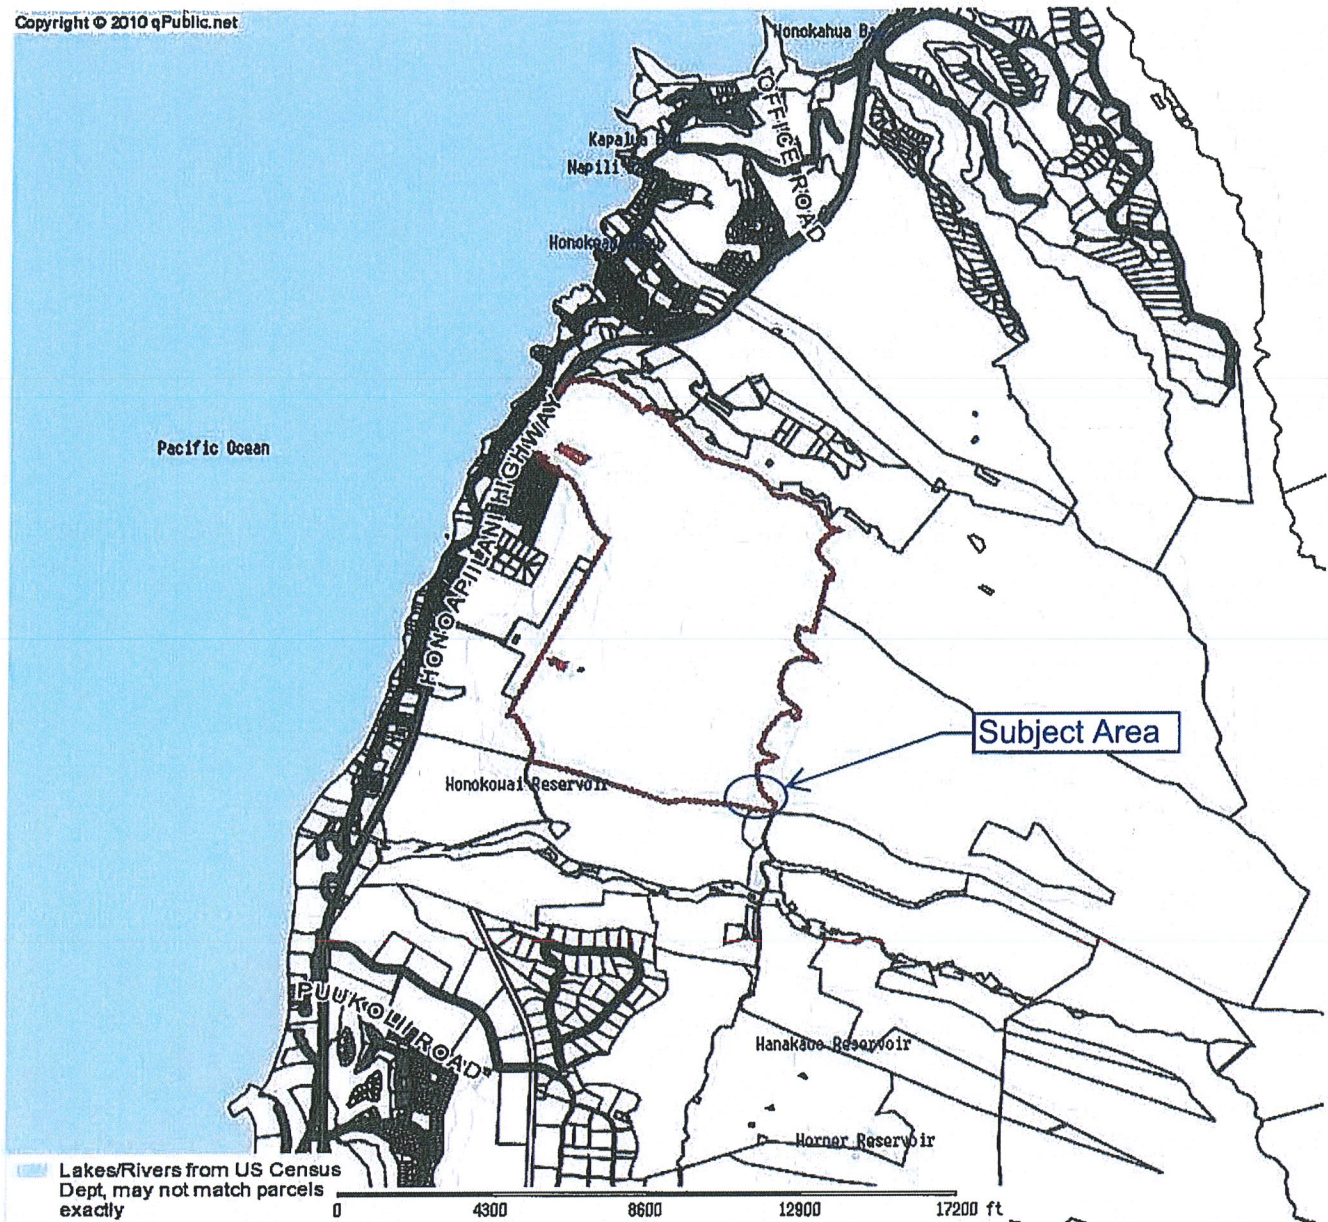 Copyright © 2010 qPublic.net
Honokahua Ba
OFFICE ROAD
Kapalua B
Napili
Pacific Ocean
HONOAPIILANI HIGHWAY
Subject Area
Honokowai Reservoir
PUUKOLII ROAD
Reservoir
Horner Reservoir
Lakes/Rivers from US Census
Dept, may not match parcels
exactly
0 4300 8600 12900 17200 ft